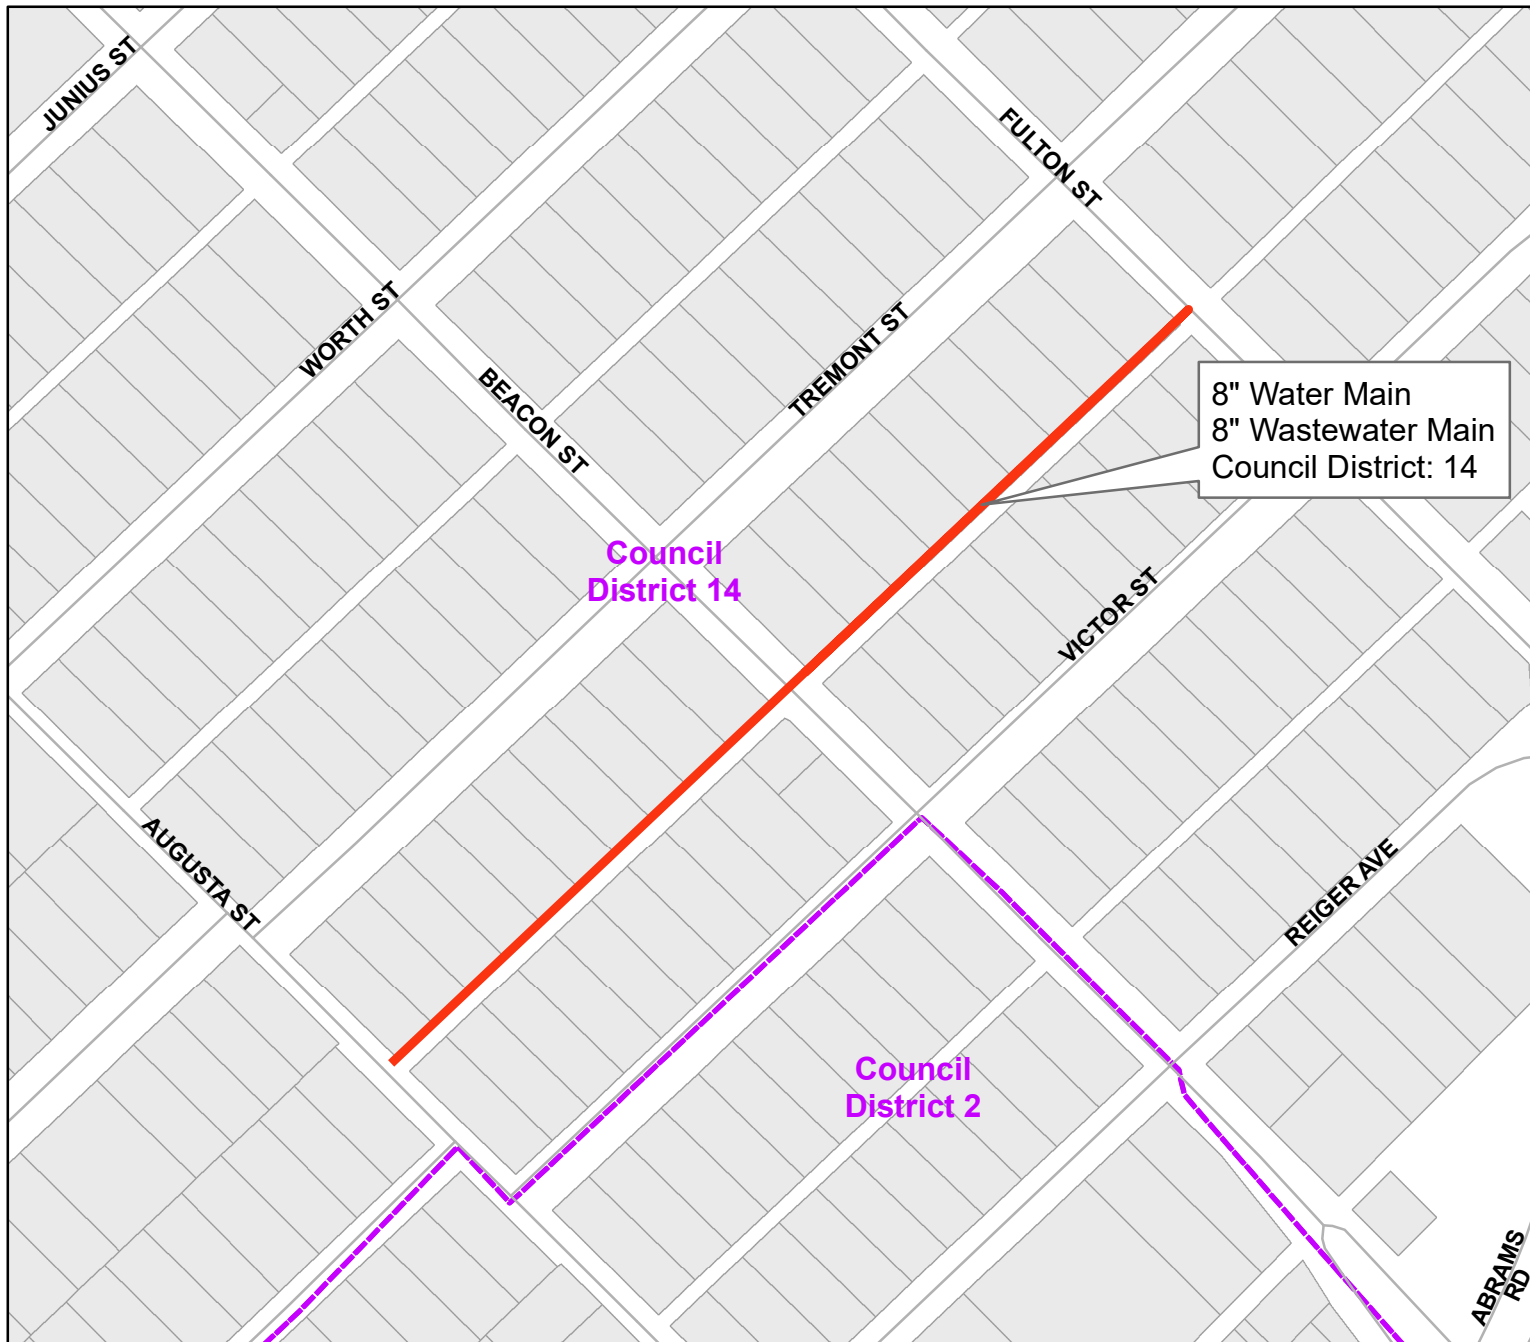 JUNIUS ST
FULTON ST
WORTH ST
TREMONT ST
BEACON ST
8" Water Main
8" Wastewater Main
Council District: 14
Council
District 14
VICTOR ST
AUGUSTA ST
REIGER AVE
Council
District 2
ABRAMS
RD